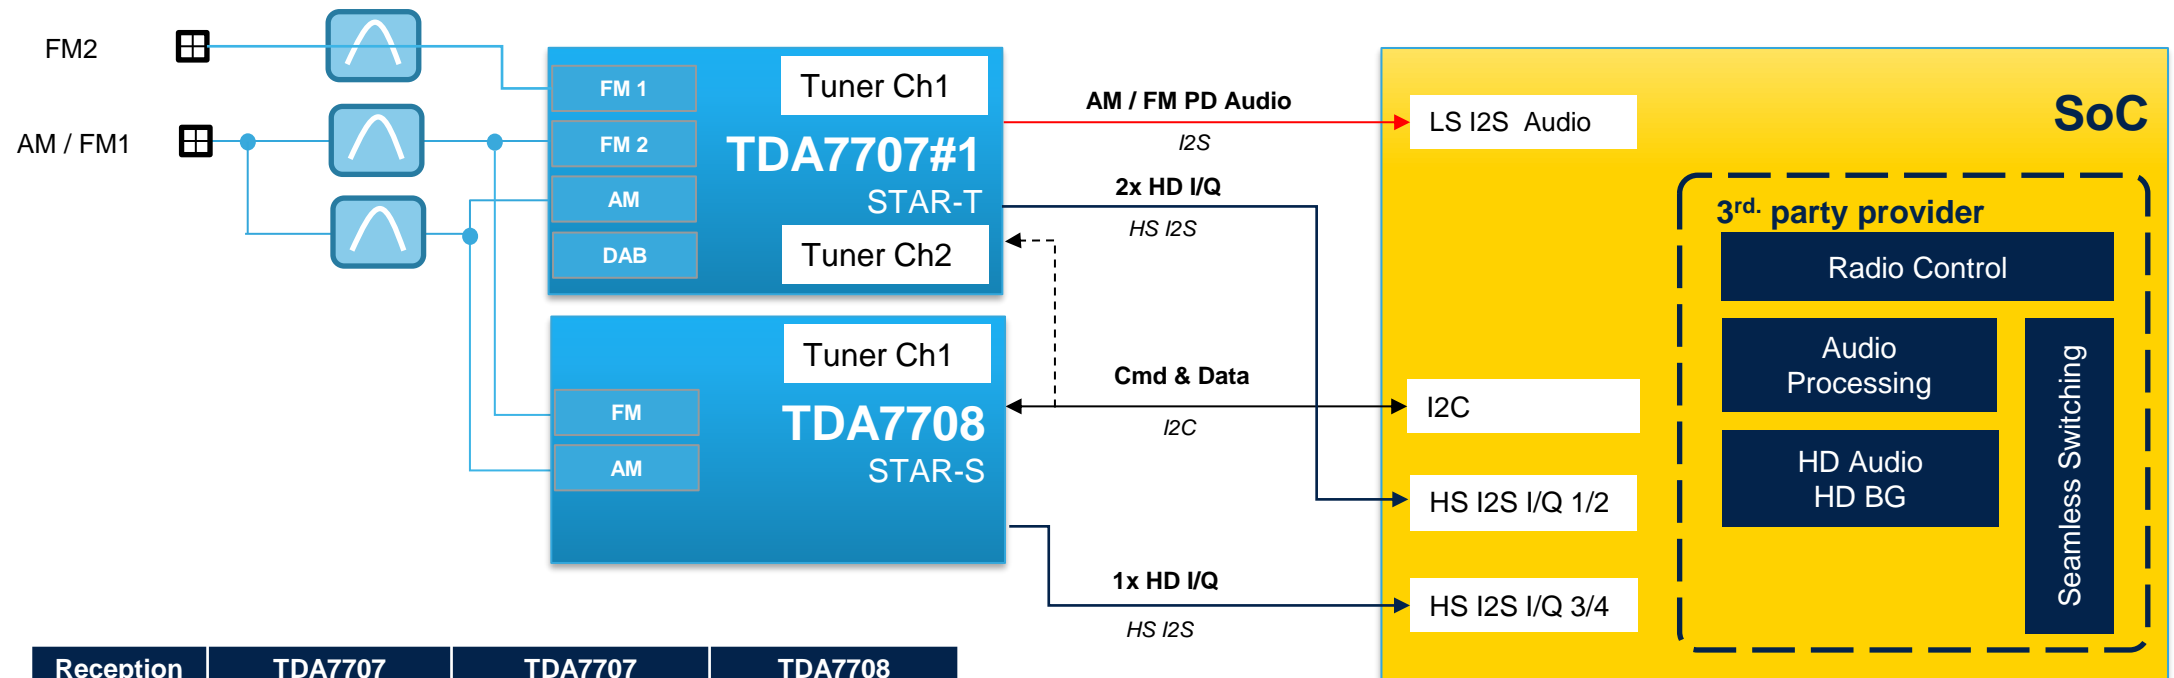 FM2
AM / FM1
FM 1
FM 2
AM
DAB
Tuner Ch1
TDA7707#1
STAR-T
Tuner Ch2
Tuner Ch1
FM
AM
TDA7708
STAR-S
AM / FM PD Audio
I2S
2x HD I/Q
HS I2S
Cmd & Data
I2C
1x HD I/Q
HS I2S
SoC
LS I2S Audio
I2C
HS I2S I/Q 1/2
HS I2S I/Q 3/4
3rd. party provider
Radio Control
Audio
Processing
HD Audio
HD BG
Seamless Switching
Reception TDA7707 TDA7707 TDA7708